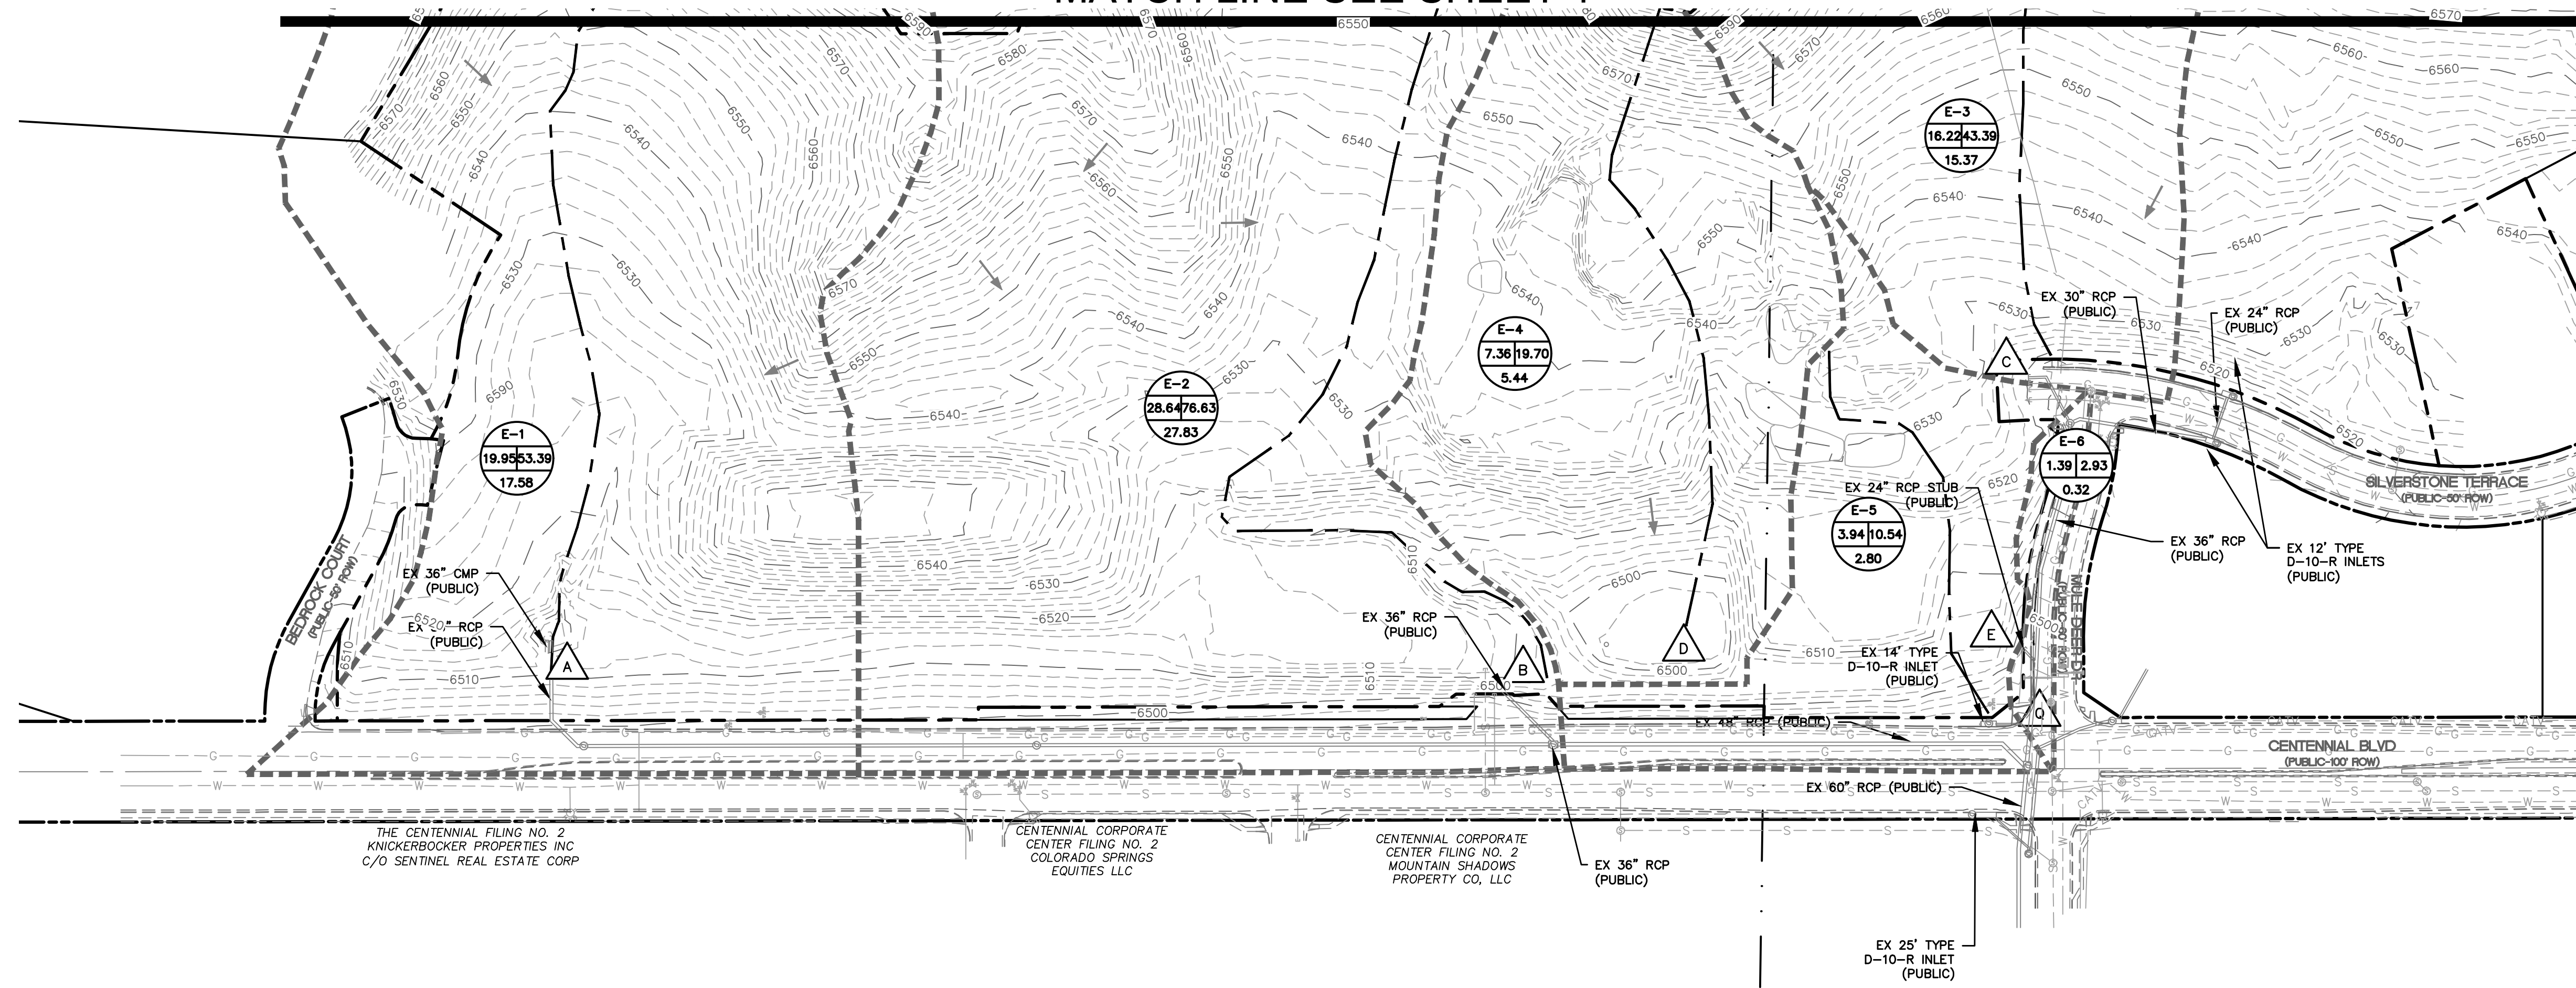 6550
6570
6560
6590
6580
6570
6560
6550
6540
E-3
16.22 43.39
15.37
E-4
7.36 19.70
5.44
E-2
28.64 76.63
27.83
E-1
19.95 53.39
17.58
E-6
1.39 2.93
0.32
E-5
3.94 10.54
2.80
C
EX 30" RCP
(PUBLIC)
EX 24" RCP
(PUBLIC)
SILVERSTONE TERRACE
(PUBLIC-50' ROW)
EX 24" RCP STUB
(PUBLIC)
EX 36" RCP
(PUBLIC)
EX 12' TYPE
D-10-R INLETS
(PUBLIC)
BEDROCK COURT
(PUBLIC-50' ROW)
EX 36" CMP
(PUBLIC)
RCP
(PUBLIC)
A
EX 36" RCP
(PUBLIC)
B
D
E
EX 14' TYPE
D-10-R INLET
(PUBLIC)
MULE DEER DR
(PUBLIC-60' ROW)
Q
6590
6530
6520
6510
6500
EX 48" RCP (PUBLIC)
CENTENNIAL BLVD
(PUBLIC-100' ROW)
EX 60" RCP (PUBLIC)
THE CENTENNIAL FILING NO. 2
KNICKERBOCKER PROPERTIES INC
C/O SENTINEL REAL ESTATE CORP
CENTENNIAL CORPORATE
CENTER FILING NO. 2
COLORADO SPRINGS
EQUITIES LLC
CENTENNIAL CORPORATE
CENTER FILING NO. 2
MOUNTAIN SHADOWS
PROPERTY CO, LLC
EX 36" RCP
(PUBLIC)
EX 25' TYPE
D-10-R INLET
(PUBLIC)